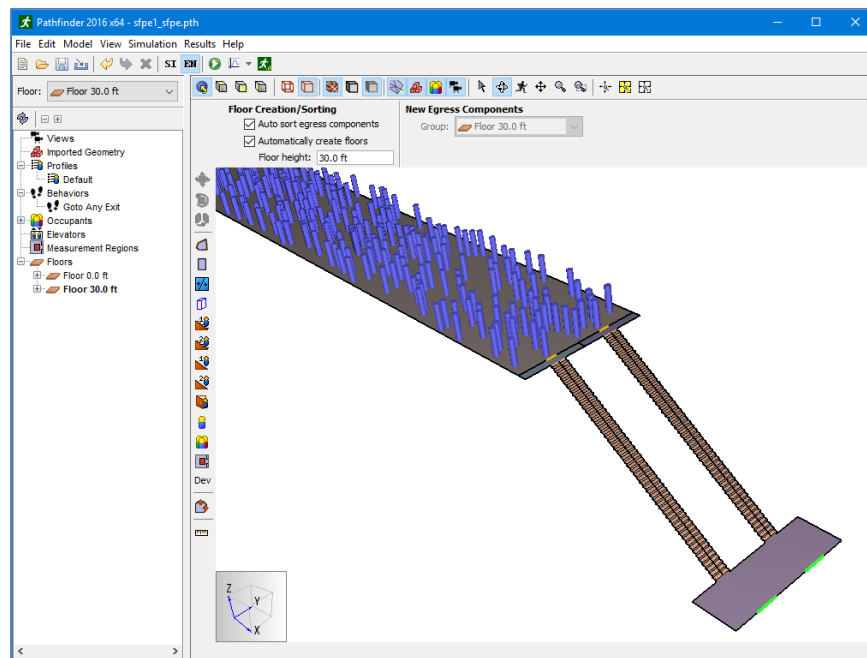 Pathfinder 2016 x64 - sfpe1_sfpe.pth
File Edit Model View Simulation Results Help
SI EN
Floor: Floor 30.0 ft
Floor Creation/Sorting
Auto sort egress components
Automatically create floors
Floor height: 30.0 ft
New Egress Components
Group: Floor 30.0 ft
Views
Imported Geometry
Profiles
Default
Behaviors
Goto Any Exit
Occupants
Elevators
Measurement Regions
Floors
Floor 0.0 ft
Floor 30.0 ft
Dev
Z
Y
X